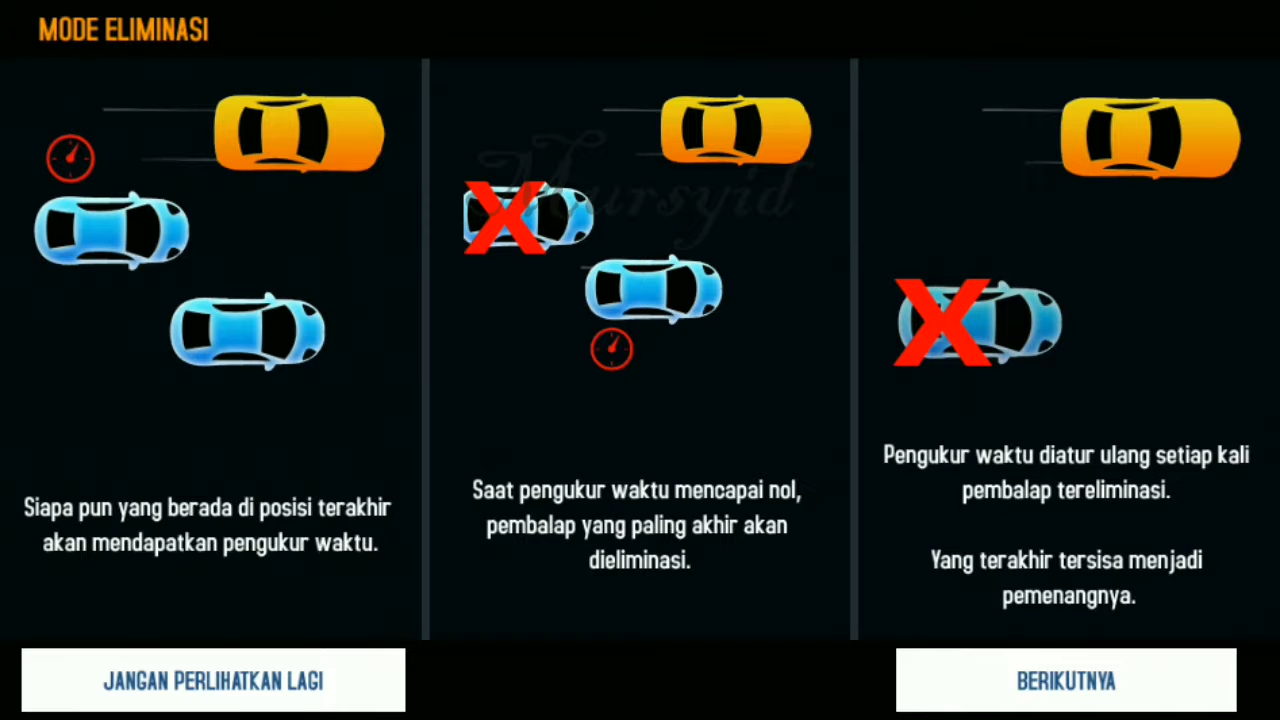 MODE ELIMINASI
Mursyid
Siapa pun yang berada di posisi terakhir
akan mendapatkan pengukur waktu.
Saat pengukur waktu mencapai nol,
pembalap yang paling akhir akan
dieliminasi.
Pengukur waktu diatur ulang setiap kali
pembalap tereliminasi.
Yang terakhir tersisa menjadi
pemenangnya.
JANGAN PERLIHATKAN LAGI
BERIKUTNYA